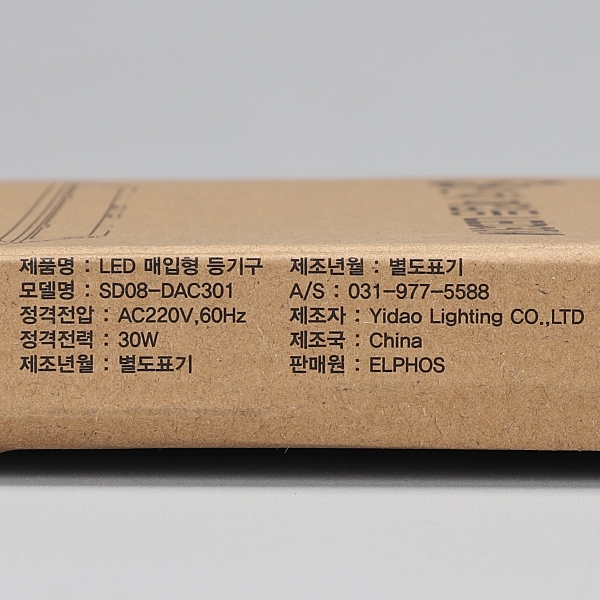 제품명 : LED 매입형 등기구
모델명 : SD08-DAC301
정격전압 : AC220V,60Hz
정격전력 : 30W
제조년월 : 별도표기
제조년월 : 별도표기
A/S : 031-977-5588
제조자 : Yidao Lighting CO.,LTD
제조국 : China
판매원 : ELPHOS